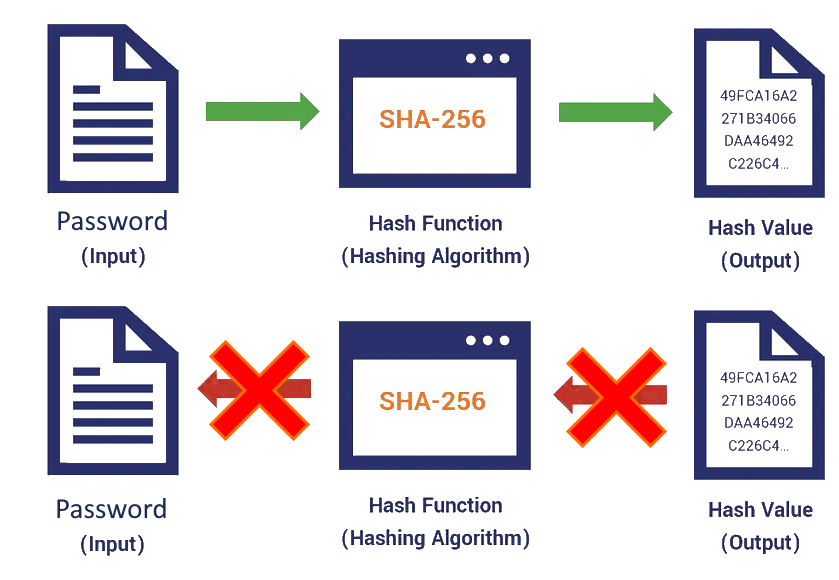 SHA-256
49FCA16A2
271B34066
DAA46492
C226C4...
Password
(Input)
Hash Function
(Hashing Algorithm)
Hash Value
(Output)
SHA-256
49FCA16A2
271B34066
DAA46492
C226C4...
Password
(Input)
Hash Function
(Hashing Algorithm)
Hash Value
(Output)